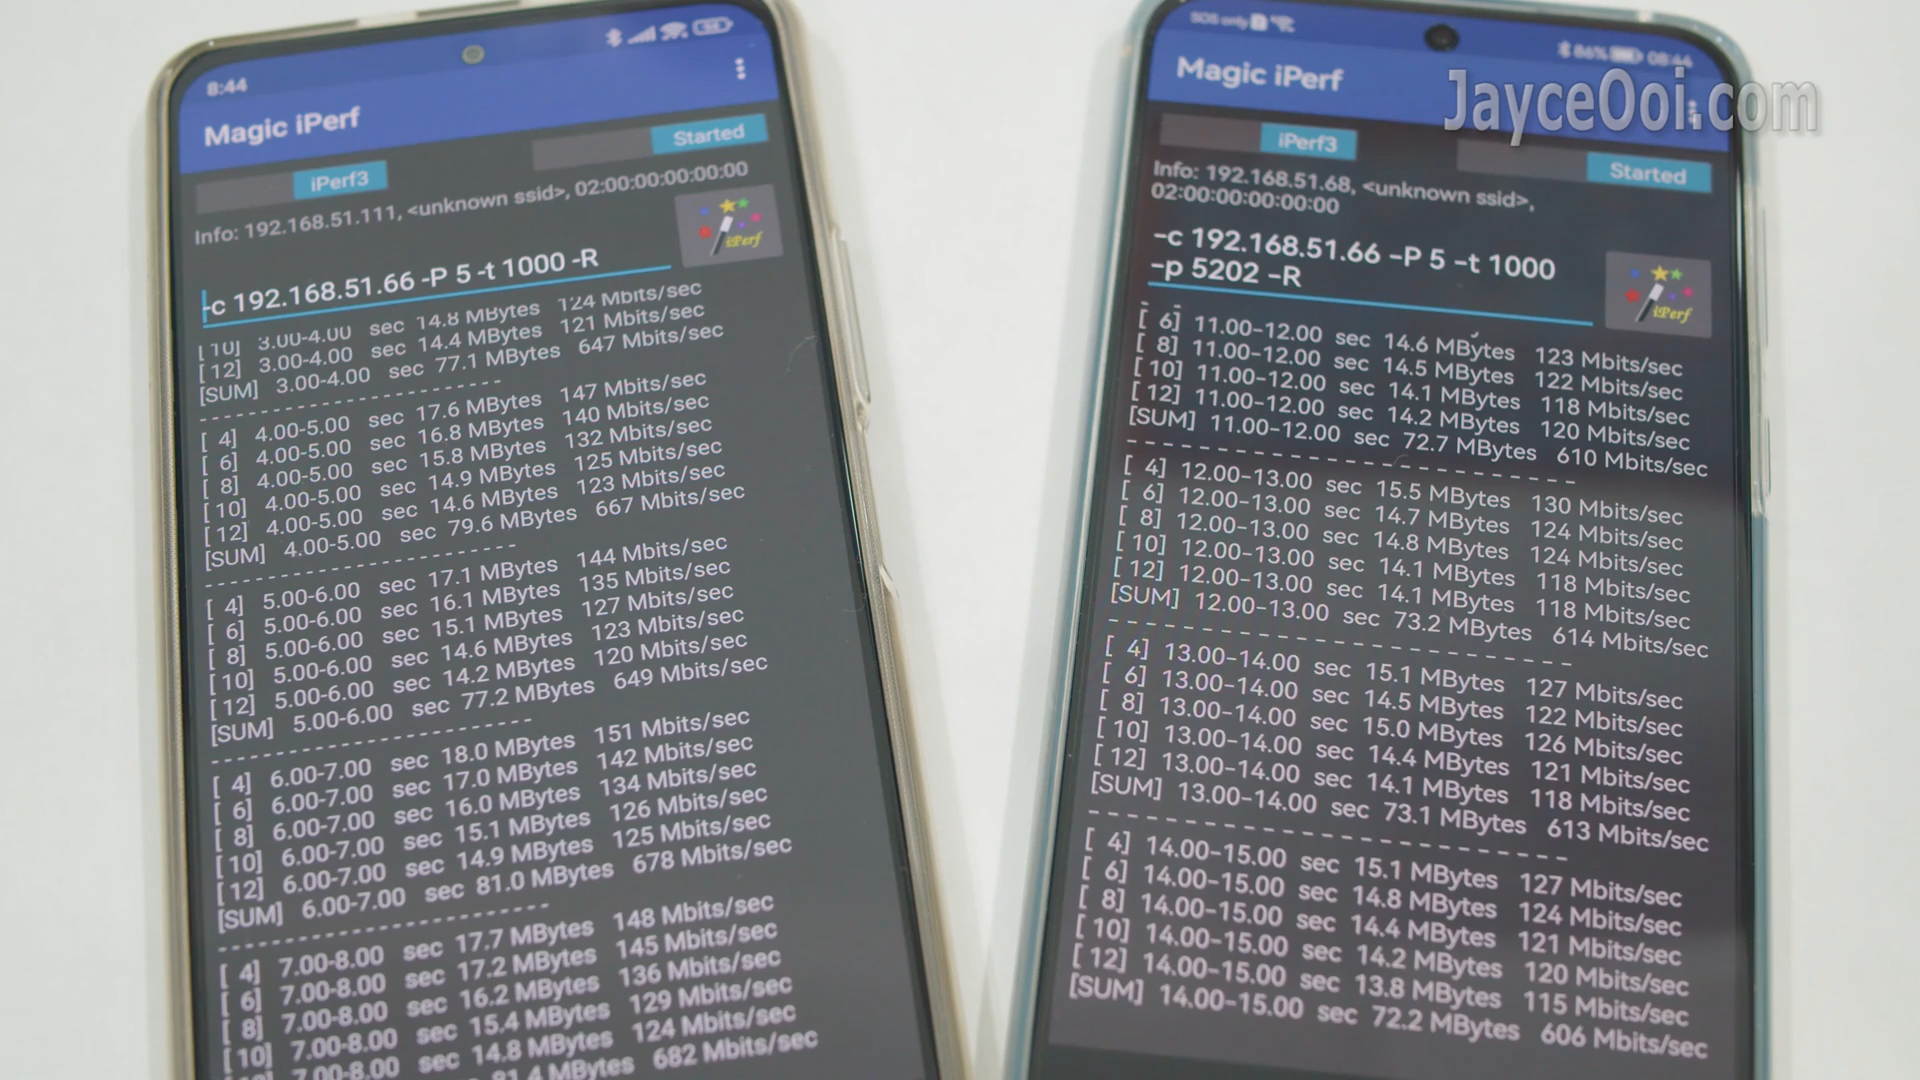 8:44
Magic iPerf
iPerf3
Started
Info: 192.168.51.111, <unknown ssid>, 02:00:00:00:00:00
iPerf
-c 192.168.51.66 -P 5 -t 1000 -R
[ 10] 3.00-4.00 sec 14.8 MBytes 124 Mbits/sec
[ 12] 3.00-4.00 sec 14.4 MBytes 121 Mbits/sec
[SUM] 3.00-4.00 sec 77.1 MBytes 647 Mbits/sec
- - - - - - - - - - - - - - - - - - - - - - - - -
[ 4] 4.00-5.00 sec 17.6 MBytes 147 Mbits/sec
[ 6] 4.00-5.00 sec 16.8 MBytes 140 Mbits/sec
[ 8] 4.00-5.00 sec 15.8 MBytes 132 Mbits/sec
[ 10] 4.00-5.00 sec 14.9 MBytes 125 Mbits/sec
[ 12] 4.00-5.00 sec 14.6 MBytes 123 Mbits/sec
[SUM] 4.00-5.00 sec 79.6 MBytes 667 Mbits/sec
- - - - - - - - - - - - - - - - - - - - - - - - -
[ 4] 5.00-6.00 sec 17.1 MBytes 144 Mbits/sec
[ 6] 5.00-6.00 sec 16.1 MBytes 135 Mbits/sec
[ 8] 5.00-6.00 sec 15.1 MBytes 127 Mbits/sec
[ 10] 5.00-6.00 sec 14.6 MBytes 123 Mbits/sec
[ 12] 5.00-6.00 sec 14.2 MBytes 120 Mbits/sec
[SUM] 5.00-6.00 sec 77.2 MBytes 649 Mbits/sec
- - - - - - - - - - - - - - - - - - - - - - - - -
[ 4] 6.00-7.00 sec 18.0 MBytes 151 Mbits/sec
[ 6] 6.00-7.00 sec 17.0 MBytes 142 Mbits/sec
[ 8] 6.00-7.00 sec 16.0 MBytes 134 Mbits/sec
[ 10] 6.00-7.00 sec 15.1 MBytes 126 Mbits/sec
[ 12] 6.00-7.00 sec 14.9 MBytes 125 Mbits/sec
[SUM] 6.00-7.00 sec 81.0 MBytes 678 Mbits/sec
- - - - - - - - - - - - - - - - - - - - - - - - -
[ 4] 7.00-8.00 sec 17.7 MBytes 148 Mbits/sec
[ 6] 7.00-8.00 sec 17.2 MBytes 145 Mbits/sec
[ 8] 7.00-8.00 sec 16.2 MBytes 136 Mbits/sec
[ 10] 7.00-8.00 sec 15.4 MBytes 129 Mbits/sec
7.00-8.00 sec 14.8 MBytes 124 Mbits/sec
81.4 MBytes 682 Mbits/sec
SOS only
86% 08:44
Magic iPerf
JayceOoi.com
iPerf3
Started
Info: 192.168.51.68, <unknown ssid>,
02:00:00:00:00:00
-c 192.168.51.66 -P 5 -t 1000
-p 5202 -R
iPerf
[ 6] 11.00-12.00 sec 14.6 MBytes 123 Mbits/sec
[ 8] 11.00-12.00 sec 14.5 MBytes 122 Mbits/sec
[ 10] 11.00-12.00 sec 14.1 MBytes 118 Mbits/sec
[ 12] 11.00-12.00 sec 14.2 MBytes 120 Mbits/sec
[SUM] 11.00-12.00 sec 72.7 MBytes 610 Mbits/sec
- - - - - - - - - - - - - - - - - - - - - - - - -
[ 4] 12.00-13.00 sec 15.5 MBytes 130 Mbits/sec
[ 6] 12.00-13.00 sec 14.7 MBytes 124 Mbits/sec
[ 8] 12.00-13.00 sec 14.8 MBytes 124 Mbits/sec
[ 10] 12.00-13.00 sec 14.1 MBytes 118 Mbits/sec
[ 12] 12.00-13.00 sec 14.1 MBytes 118 Mbits/sec
[SUM] 12.00-13.00 sec 73.2 MBytes 614 Mbits/sec
- - - - - - - - - - - - - - - - - - - - - - - - -
[ 4] 13.00-14.00 sec 15.1 MBytes 127 Mbits/sec
[ 6] 13.00-14.00 sec 14.5 MBytes 122 Mbits/sec
[ 8] 13.00-14.00 sec 15.0 MBytes 126 Mbits/sec
[ 10] 13.00-14.00 sec 14.4 MBytes 121 Mbits/sec
[ 12] 13.00-14.00 sec 14.1 MBytes 118 Mbits/sec
[SUM] 13.00-14.00 sec 73.1 MBytes 613 Mbits/sec
- - - - - - - - - - - - - - - - - - - - - - - - -
[ 4] 14.00-15.00 sec 15.1 MBytes 127 Mbits/sec
[ 6] 14.00-15.00 sec 14.8 MBytes 124 Mbits/sec
[ 8] 14.00-15.00 sec 14.4 MBytes 121 Mbits/sec
[ 10] 14.00-15.00 sec 14.2 MBytes 120 Mbits/sec
[ 12] 14.00-15.00 sec 13.8 MBytes 115 Mbits/sec
[SUM] 14.00-15.00 sec 72.2 MBytes 606 Mbits/sec